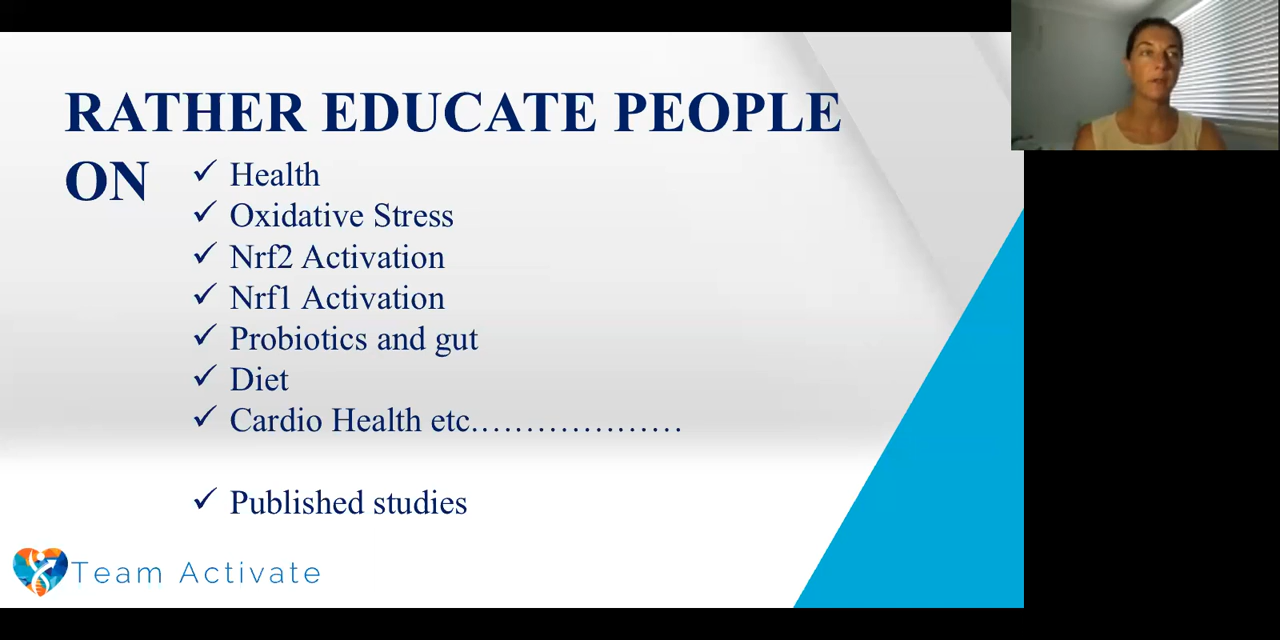 RATHER EDUCATE PEOPLE
ON
Health
Oxidative Stress
Nrf2 Activation
Nrf1 Activation
Probiotics and gut
Diet
Cardio Health etc...................
Published studies
Team Activate